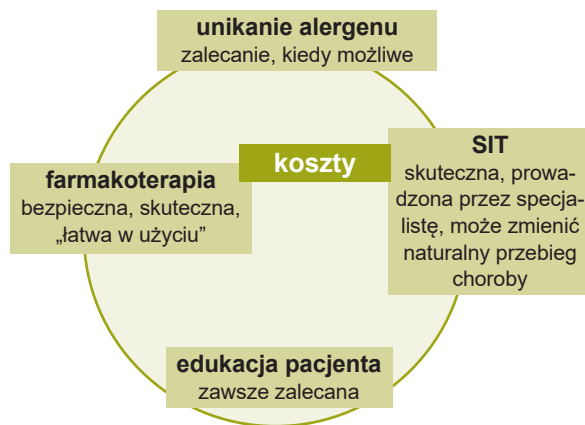 unikanie alergenu
zalecanie, kiedy możliwe
koszty
SIT
skuteczna, prowa-
dzona przez specja-
listę, może zmienić
naturalny przebieg
choroby
farmakoterapia
bezpieczna, skuteczna,
„łatwa w użyciu”
edukacja pacjenta
zawsze zalecana